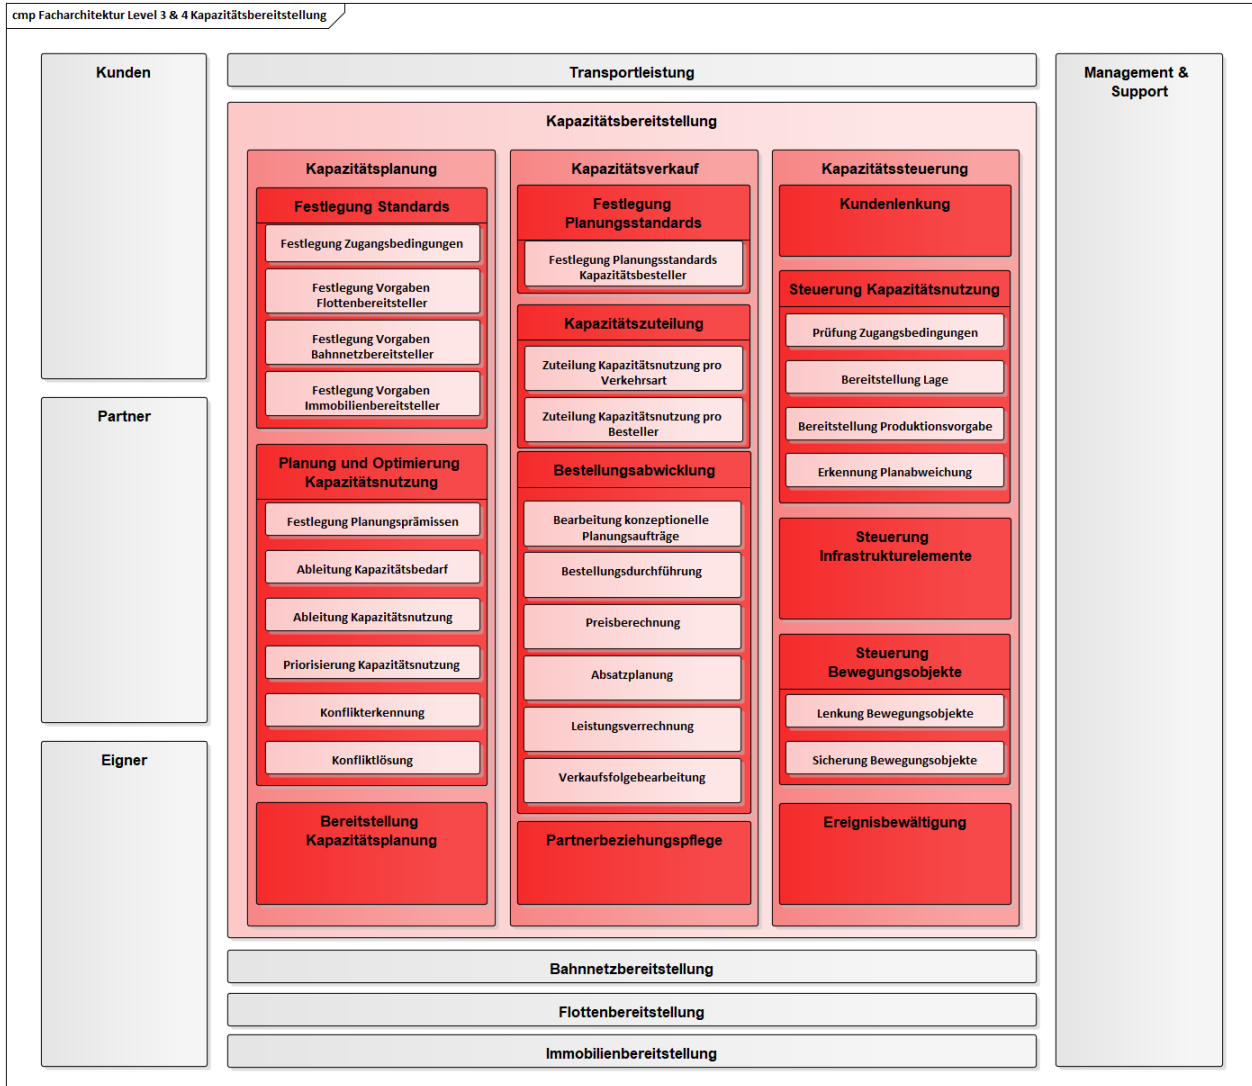 cmp Facharchitektur Level 3 & 4 Kapazitätsbereitstellung
Kunden
Partner
Eigner
Transportleistung
Kapazitätsbereitstellung
Kapazitätsplanung
Festlegung Standards
Festlegung Zugangsbedingungen
Festlegung Vorgaben
Flottenbereitsteller
Festlegung Vorgaben
Bahnnetzbereitsteller
Festlegung Vorgaben
Immobilienbereitsteller
Planung und Optimierung
Kapazitätsnutzung
Festlegung Planungsprämissen
Ableitung Kapazitätsbedarf
Ableitung Kapazitätsnutzung
Priorisierung Kapazitätsnutzung
Konflikterkennung
Konfliktlösung
Bereitstellung
Kapazitätsplanung
Kapazitätsverkauf
Festlegung
Planungsstandards
Festlegung Planungsstandards
Kapazitätsbesteller
Kapazitätszuteilung
Zuteilung Kapazitätsnutzung pro
Verkehrsart
Zuteilung Kapazitätsnutzung pro
Besteller
Bestellungsabwicklung
Bearbeitung konzeptionelle
Planungsaufträge
Bestellungsdurchführung
Preisberechnung
Absatzplanung
Leistungsverrechnung
Verkaufsfolgebearbeitung
Partnerbeziehungspflege
Kapazitätssteuerung
Kundenlenkung
Steuerung Kapazitätsnutzung
Prüfung Zugangsbedingungen
Bereitstellung Lage
Bereitstellung Produktionsvorgabe
Erkennung Planabweichung
Steuerung
Infrastrukturelemente
Steuerung
Bewegungsobjekte
Lenkung Bewegungsobjekte
Sicherung Bewegungsobjekte
Ereignisbewältigung
Bahnnetzbereitstellung
Flottenbereitstellung
Immobilienbereitstellung
Management &
Support